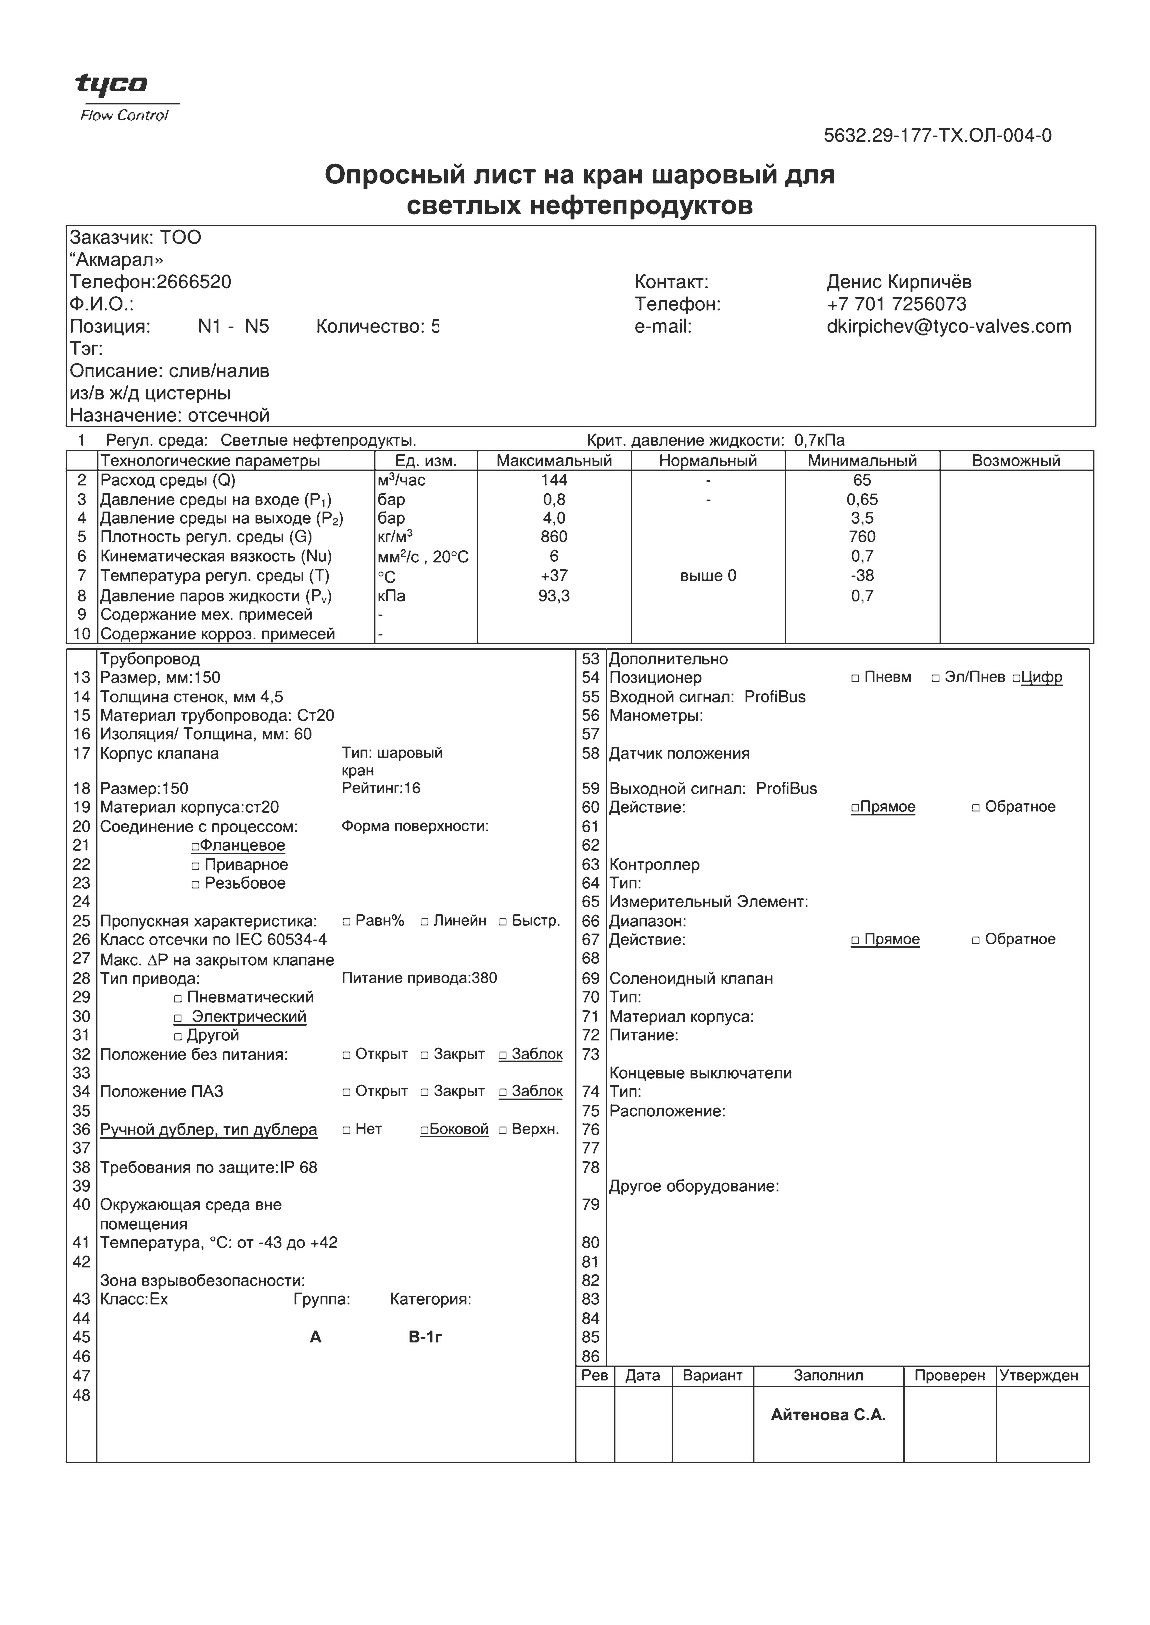 tyco
Flow Control
5632.29-177-ТХ.ОЛ-004-0
Опросный лист на кран шаровый для
светлых нефтепродуктов
Заказчик: ТОО
“Акмарал»
Телефон:2666520 Контакт: Денис Кирпичёв
Ф.И.О.: Телефон: +7 701 7256073
Позиция: N1 - N5 Количество: 5 e-mail: dkirpichev@tyco-valves.com
Тэг:
Описание: слив/налив
из/в ж/д цистерны
Назначение: отсечной
1 Регул. среда: Светлые нефтепродукты. Крит. давление жидкости: 0,7кПа
Технологические параметры Ед. изм. Максимальный Нормальный Минимальный Возможный
2 Расход среды (Q) м³/час 144 - 65
3 Давление среды на входе (P₁) бар 0,8 - 0,65
4 Давление среды на выходе (P₂) бар 4,0 3,5
5 Плотность регул. среды (G) кг/м³ 860 760
6 Кинематическая вязкость (Nu) мм²/с , 20°C 6 0,7
7 Температура регул. среды (T) °C +37 выше 0 -38
8 Давление паров жидкости (Pᵥ) кПа 93,3 0,7
9 Содержание мех. примесей -
10 Содержание корроз. примесей -
Трубопровод 53 Дополнительно
13 Размер, мм:150 54 Позиционер □ Пневм □ Эл/Пнев □Цифр
14 Толщина стенок, мм 4,5 55 Входной сигнал: ProfiBus
15 Материал трубопровода: Ст20 56 Манометры:
16 Изоляция/ Толщина, мм: 60 57
17 Корпус клапана Тип: шаровый 58 Датчик положения
кран
18 Размер:150 Рейтинг:16 59 Выходной сигнал: ProfiBus
19 Материал корпуса:ст20 60 Действие: □Прямое □ Обратное
20 Соединение с процессом: Форма поверхности: 61
21 □Фланцевое 62
22 □ Приварное 63 Контроллер
23 □ Резьбовое 64 Тип:
24 65 Измерительный Элемент:
25 Пропускная характеристика: □ Равн% □ Линейн □ Быстр. 66 Диапазон:
26 Класс отсечки по IEC 60534-4 67 Действие: □ Прямое □ Обратное
27 Макс. ΔP на закрытом клапане 68
28 Тип привода: Питание привода:380 69 Соленоидный клапан
29 □ Пневматический 70 Тип:
30 □ Электрический 71 Материал корпуса:
31 □ Другой 72 Питание:
32 Положение без питания: □ Открыт □ Закрыт □ Заблок 73
33 Концевые выключатели
34 Положение ПАЗ □ Открыт □ Закрыт □ Заблок 74 Тип:
35 75 Расположение:
36 Ручной дублер, тип дублера □ Нет □Боковой □ Верхн. 76
37 77
38 Требования по защите:IP 68 78
39 Другое оборудование:
40 Окружающая среда вне 79
помещения
41 Температура, °C: от -43 до +42 80
42 81
Зона взрывобезопасности: 82
43 Класс:Ex Группа: Категория: 83
44 84
45 А В-1г 85
46 86
47 Рев Дата Вариант Заполнил Проверен Утвержден
48
Айтенова С.А.